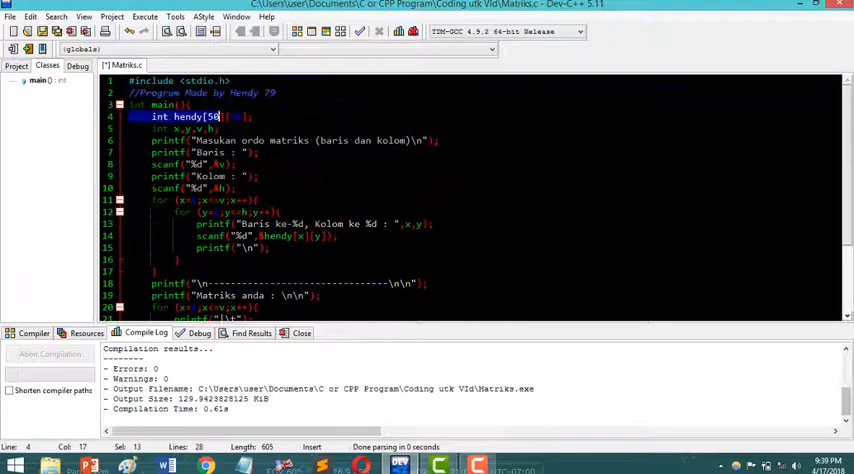 C:\Users\user\Documents\C or CPP Program\Coding utk VId\Matriks.c - Dev-C++ 5.11
File Edit Search View Project Execute Tools AStyle Window Help
TDM-GCC 4.9.2 64-bit Release
(globals)
Project Classes Debug
[*] Matriks.c
main() : int
1 #include <stdio.h>
2 //Program Made by Hendy 79
3 int main(){
4 int hendy[50][50];
5 int x,y,v,h;
6 printf("Masukan ordo matriks (baris dan kolom)\n");
7 printf("Baris : ");
8 scanf("%d",&v);
9 printf("Kolom : ");
10 scanf("%d",&h);
11 for (x=1;x<=v;x++){
12 for (y=1;y<=h;y++){
13 printf("Baris ke-%d, Kolom ke %d : ",x,y);
14 scanf("%d",&hendy[x][y]);
15 printf("\n");
16 }
17 }
18 printf("\n--------------------------------\n\n");
19 printf("Matriks anda : \n\n");
20 for (x=1;x<=v;x++){
21 printf("|\t");
Compiler Resources Compile Log Debug Find Results Close
Abort Compilation
Shorten compiler paths
Compilation results...
--------
- Errors: 0
- Warnings: 0
- Output Filename: C:\Users\user\Documents\C or CPP Program\Coding utk VId\Matriks.exe
- Output Size: 129.9423828125 KiB
- Compilation Time: 0.61s
Line: 4 Col: 17 Sel: 13 Lines: 28 Length: 605 Insert Done parsing in 0 seconds
DEV
9:39 PM
4/17/2018